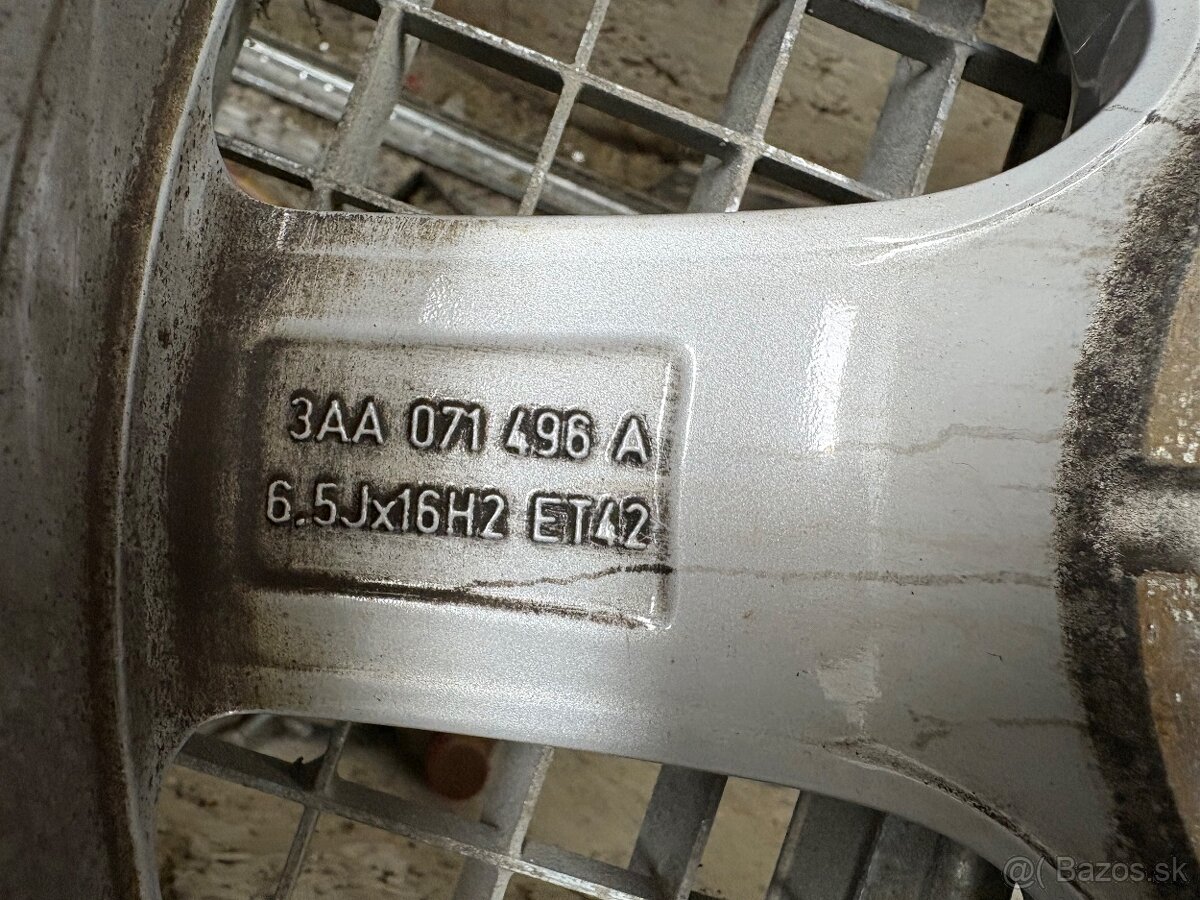 3AA 071 496 A
6.5Jx16H2 ET42
@( Bazos.sk